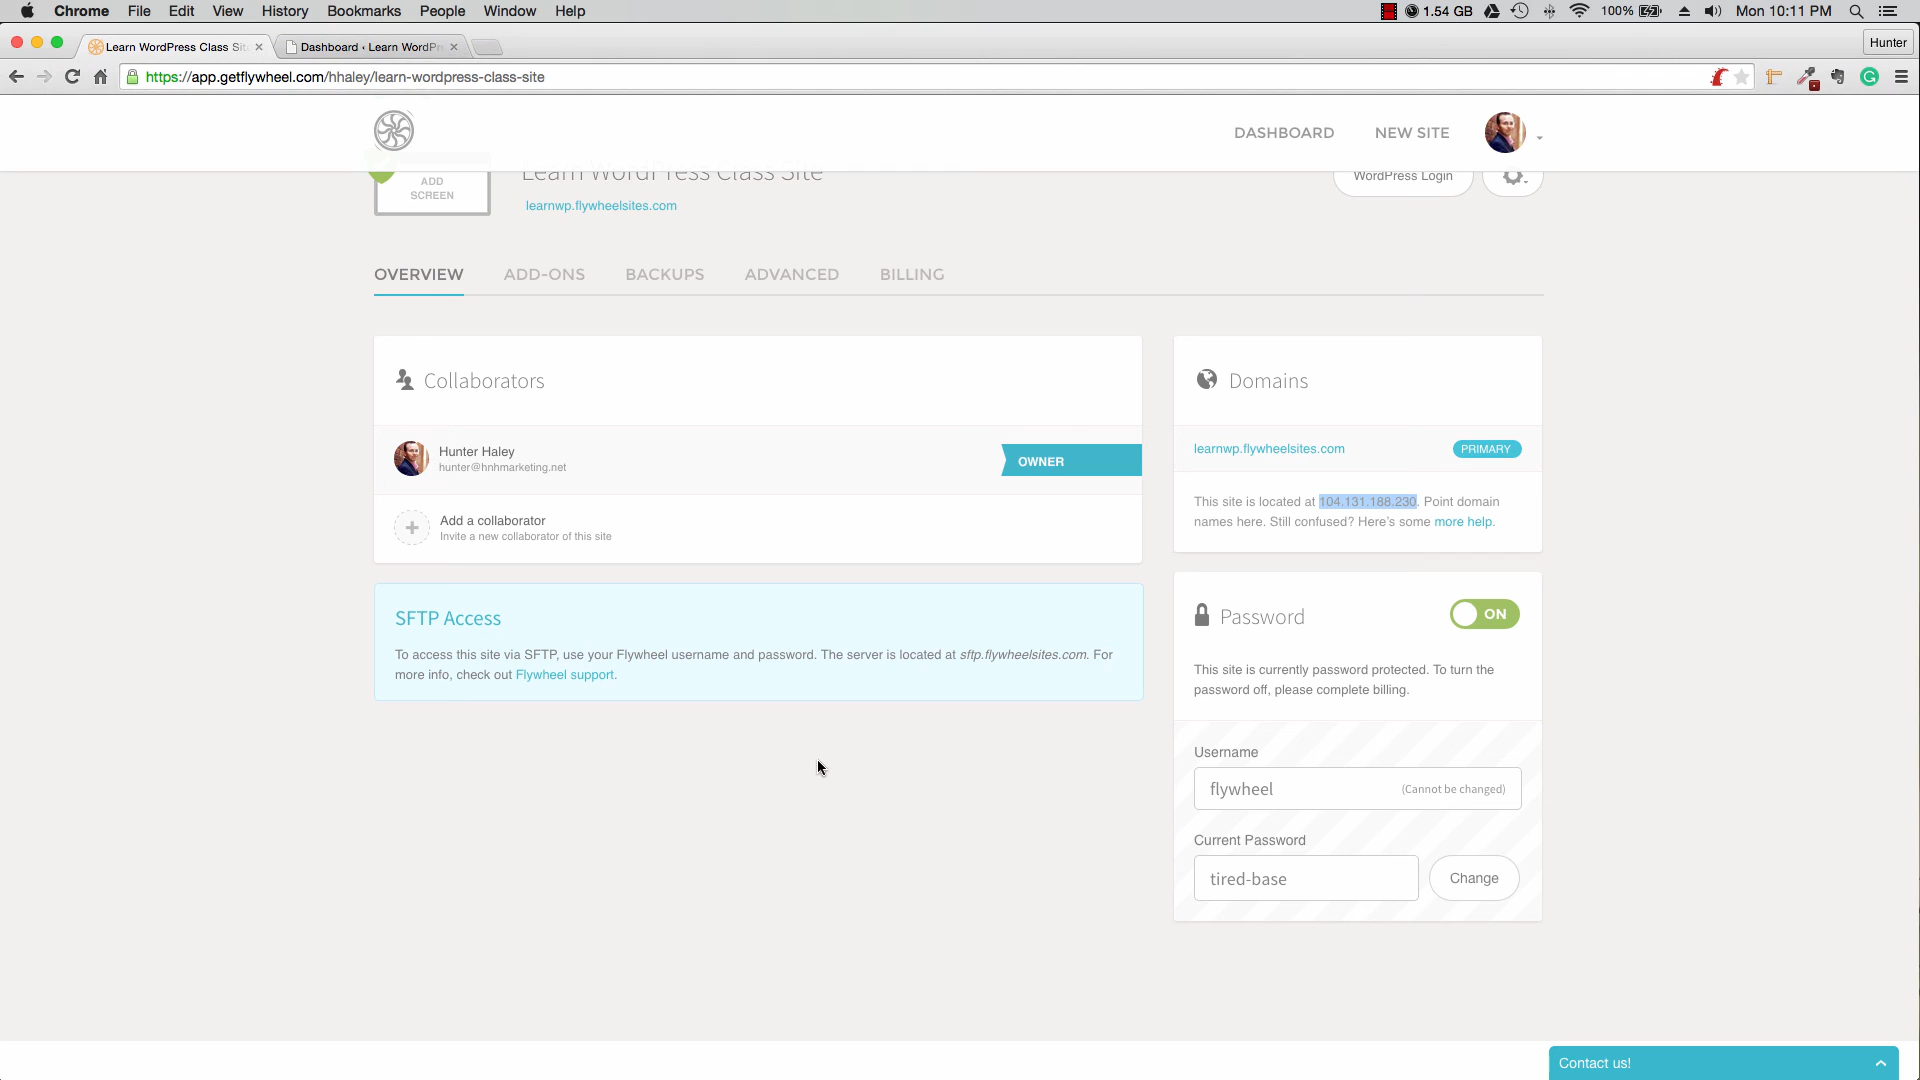 Chrome File Edit View History Bookmarks People Window Help 1.54 GB 100% Mon 10:11 PM
Learn WordPress Class Sit Dashboard ‹ Learn WordPr Hunter
https://app.getflywheel.com/hhaley/learn-wordpress-class-site
DASHBOARD NEW SITE
Learn WordPress Class Site
WordPress Login
ADD
SCREEN
learnwp.flywheelsites.com
OVERVIEW ADD-ONS BACKUPS ADVANCED BILLING
Collaborators
Hunter Haley
hunter@hnhmarketing.net
OWNER
Add a collaborator
Invite a new collaborator of this site
SFTP Access
To access this site via SFTP, use your Flywheel username and password. The server is located at sftp.flywheelsites.com. For
more info, check out Flywheel support.
Domains
learnwp.flywheelsites.com PRIMARY
This site is located at 104.131.188.230. Point domain
names here. Still confused? Here's some more help.
Password ON
This site is currently password protected. To turn the
password off, please complete billing.
Username
flywheel (Cannot be changed)
Current Password
tired-base Change
Contact us!